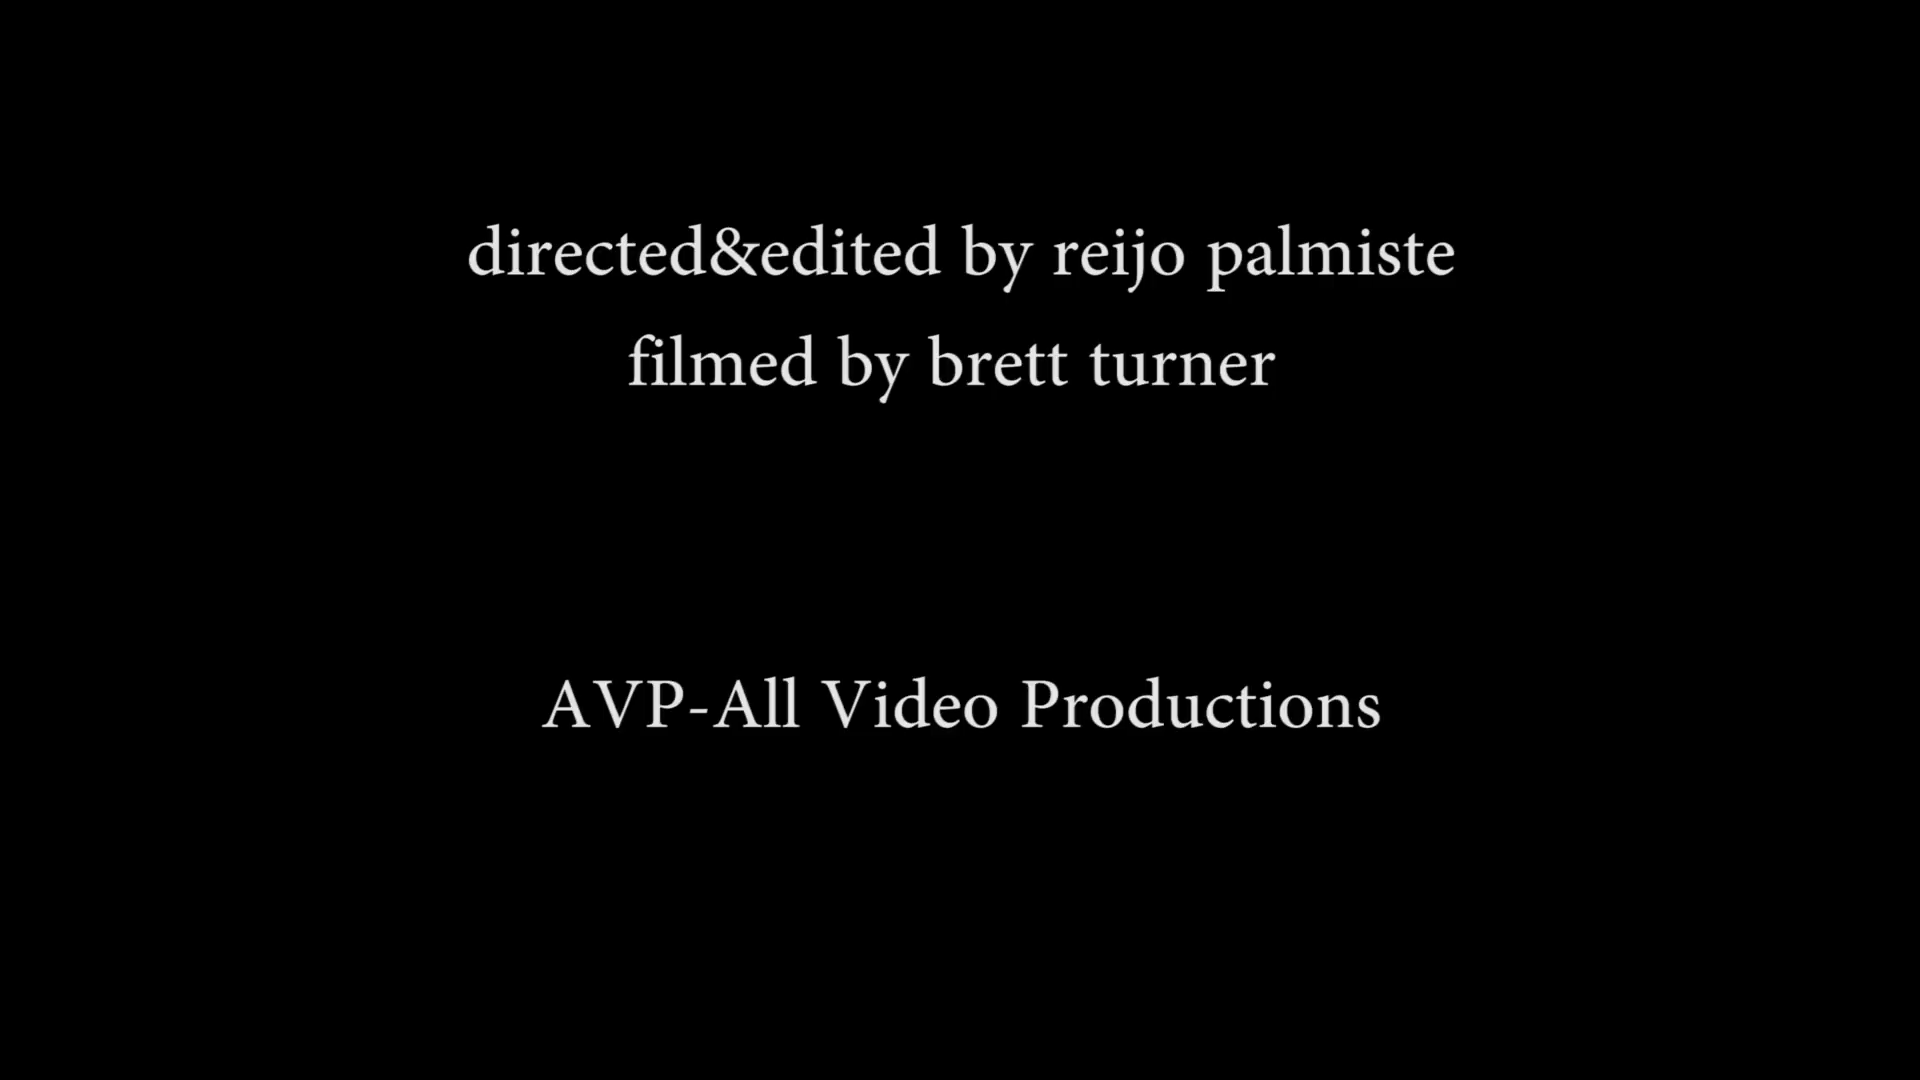 directed&edited by reijo palmiste
filmed by brett turner
AVP-All Video Productions